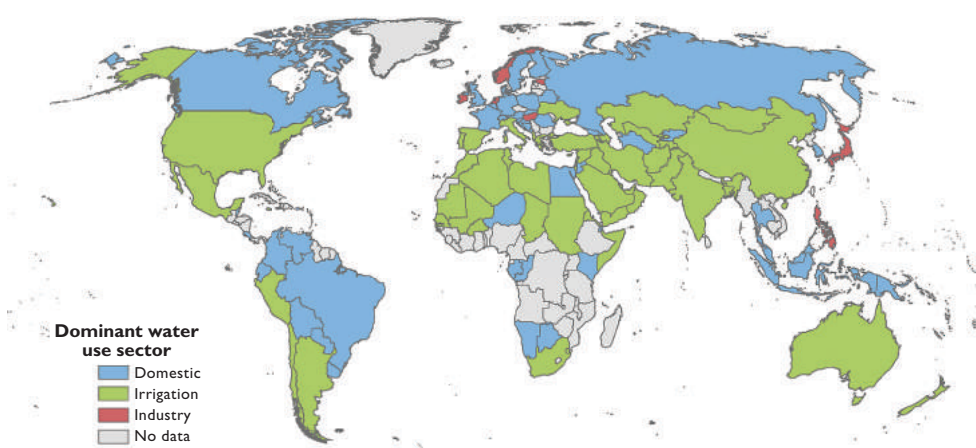 Dominant water
use sector
Domestic
Irrigation
Industry
No data